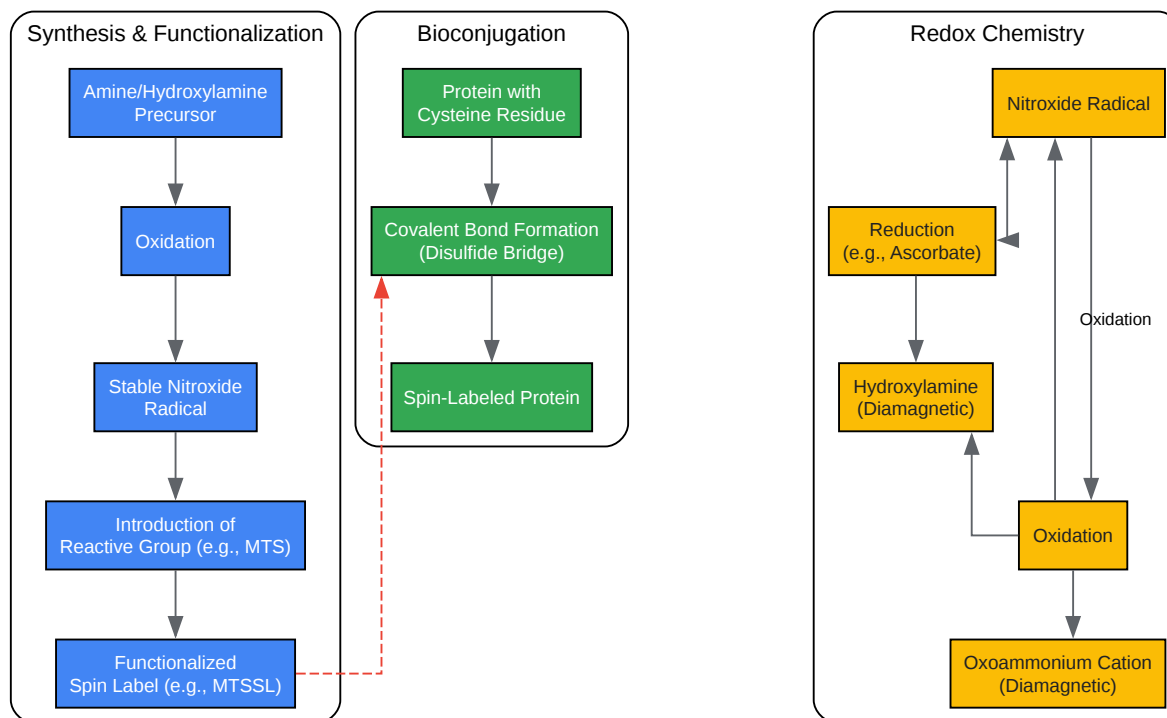 Synthesis & Functionalization
Amine/Hydroxylamine
Precursor
Oxidation
Stable Nitroxide
Radical
Introduction of
Reactive Group (e.g., MTS)
Functionalized
Spin Label (e.g., MTSSL)
Bioconjugation
Protein with
Cysteine Residue
Covalent Bond Formation
(Disulfide Bridge)
Spin-Labeled Protein
Redox Chemistry
Nitroxide Radical
Reduction
(e.g., Ascorbate)
Oxidation
Hydroxylamine
(Diamagnetic)
Oxidation
Oxoammonium Cation
(Diamagnetic)